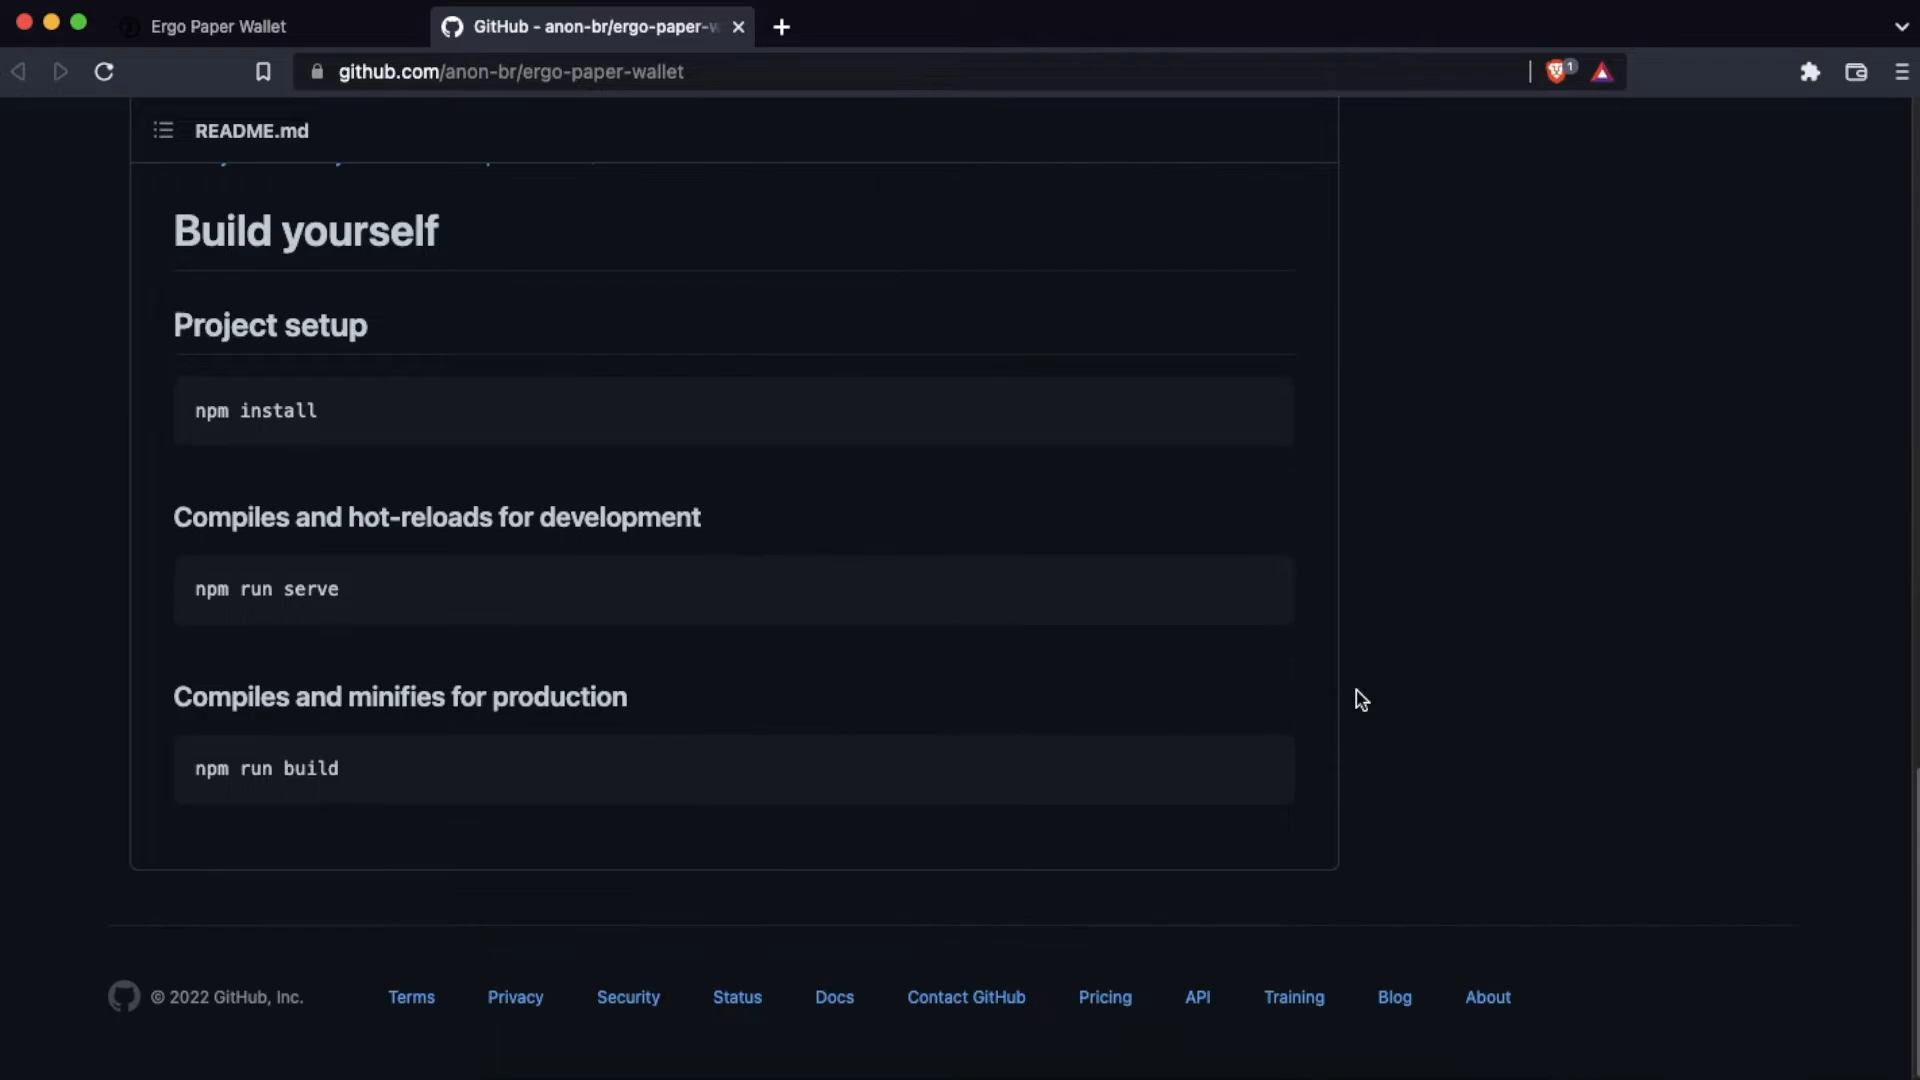 Ergo Paper Wallet
GitHub - anon-br/ergo-paper-w
github.com/anon-br/ergo-paper-wallet
1
README.md
Build yourself
Project setup
npm install
Compiles and hot-reloads for development
npm run serve
Compiles and minifies for production
npm run build
© 2022 GitHub, Inc.
Terms
Privacy
Security
Status
Docs
Contact GitHub
Pricing
API
Training
Blog
About